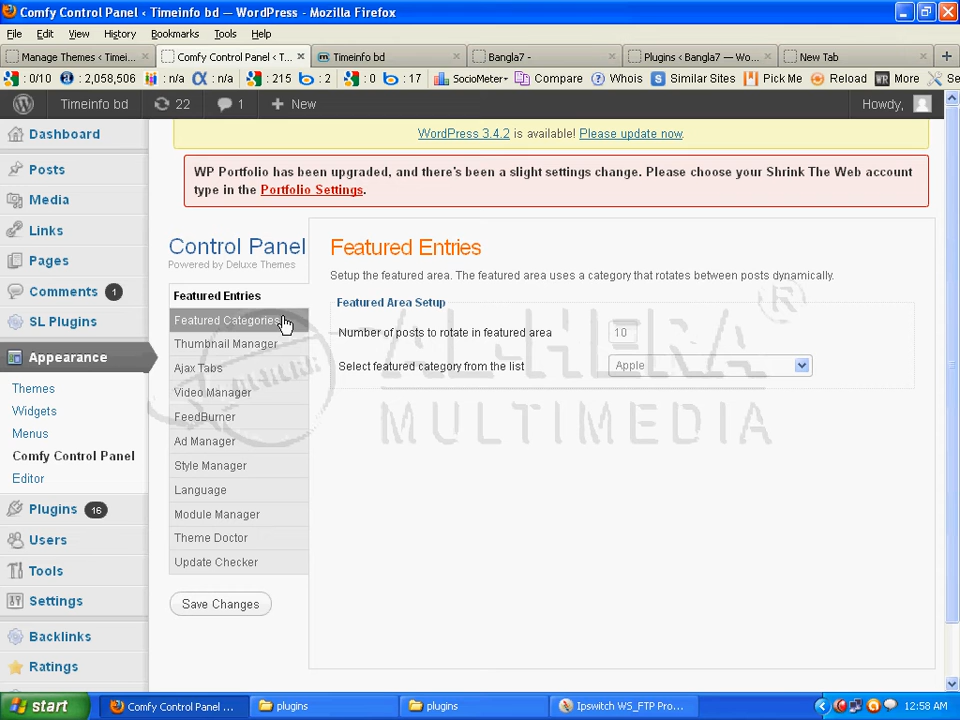 Comfy Control Panel ‹ Timeinfo bd — WordPress - Mozilla Firefox
File Edit View History Bookmarks Tools Help
Manage Themes ‹ Timei... Comfy Control Panel ‹ T... Timeinfo bd Bangla7 - Plugins ‹ Bangla7 — Wo... New Tab
: 0/10 : 2,058,506 : n/a : n/a : 215 : 2 : 0 : 17 SocioMeter Compare Whois Similar Sites Pick Me Reload More Se
Timeinfo bd 22 1 New Howdy,
Dashboard
Posts
Media
Links
Pages
Comments 1
SL Plugins
Appearance
Themes
Widgets
Menus
Comfy Control Panel
Editor
Plugins 16
Users
Tools
Settings
Backlinks
Ratings
WordPress 3.4.2 is available! Please update now.
WP Portfolio has been upgraded, and there's been a slight settings change. Please choose your Shrink The Web account
type in the Portfolio Settings.
Control Panel
Powered by Deluxe Themes
Featured Entries
Featured Categories
Thumbnail Manager
Ajax Tabs
Video Manager
FeedBurner
Ad Manager
Style Manager
Language
Module Manager
Theme Doctor
Update Checker
Save Changes
Featured Entries
Setup the featured area. The featured area uses a category that rotates between posts dynamically.
Featured Area Setup
Number of posts to rotate in featured area 10
Select featured category from the list Apple
AL-HERA ®
MULTIMEDIA
start Comfy Control Panel ... plugins plugins Ipswitch WS_FTP Pro... 12:58 AM